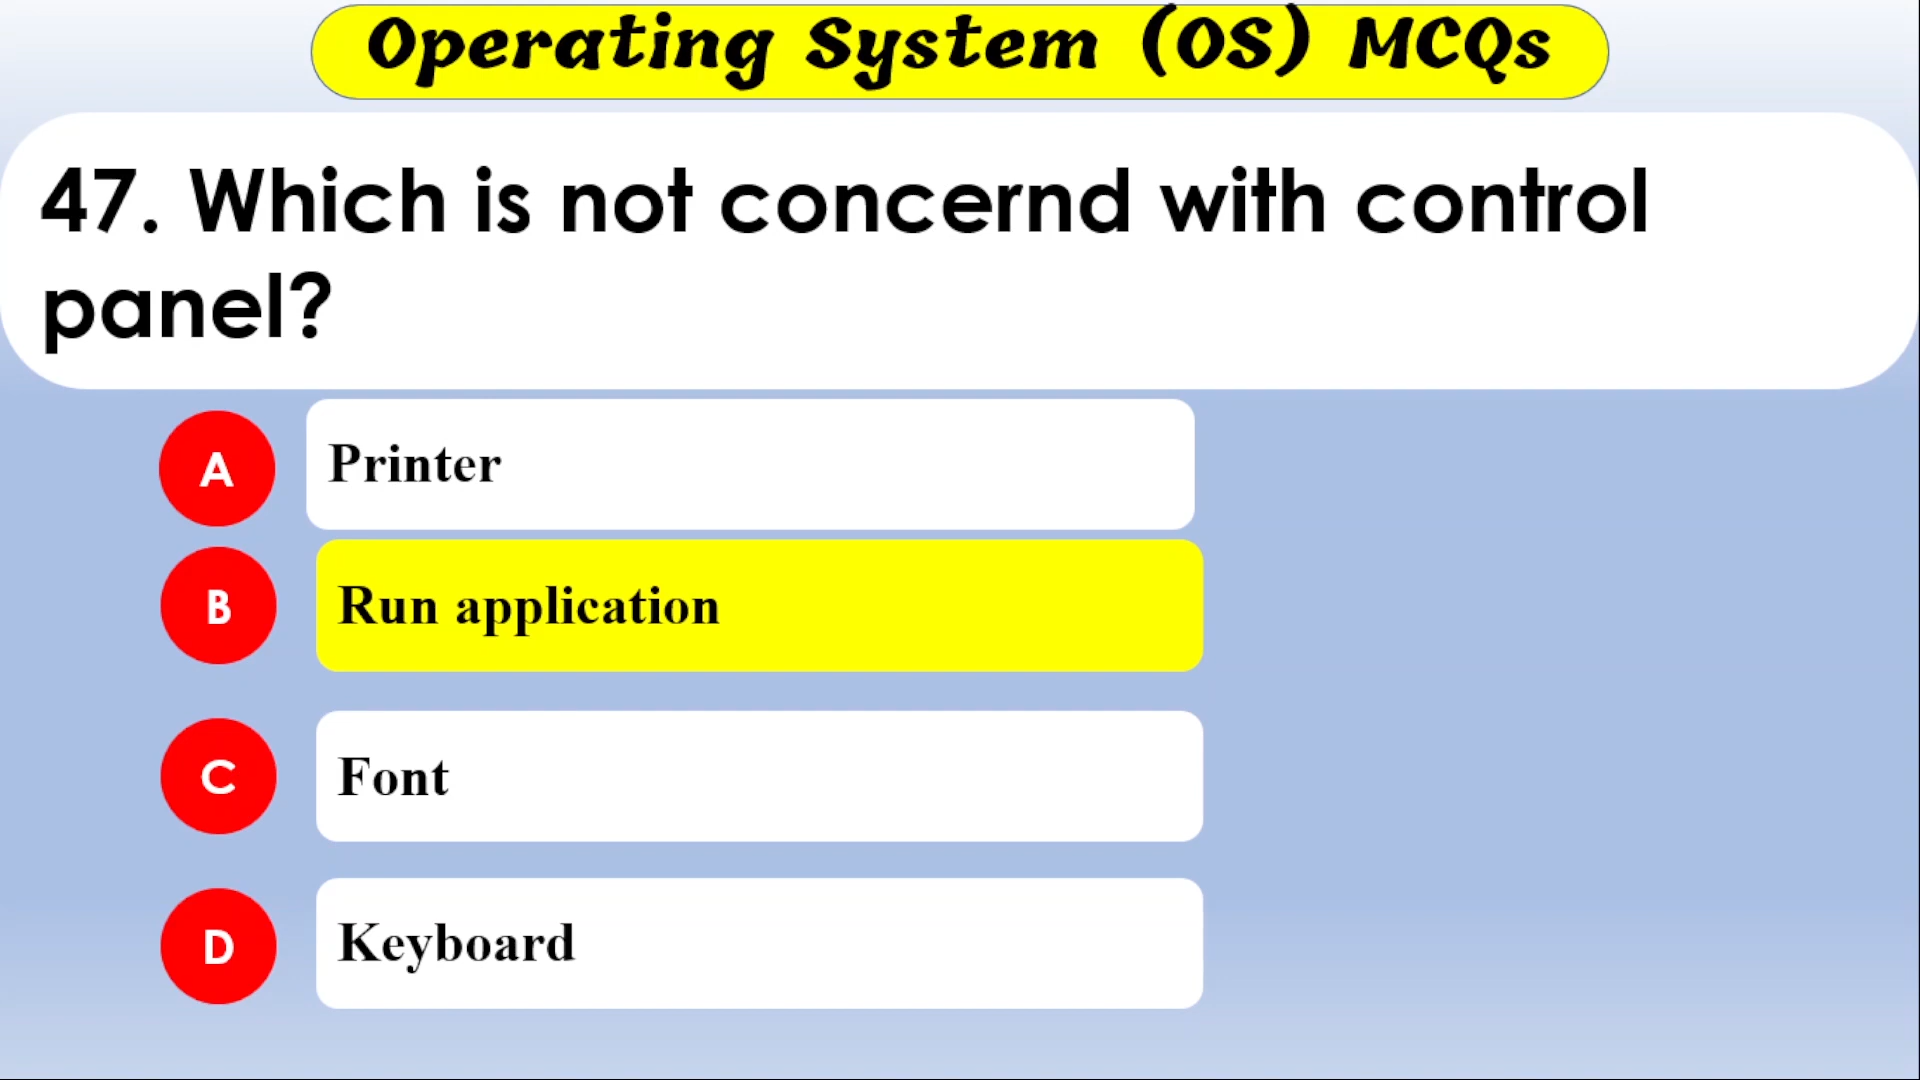 Operating System (OS) MCQs
47. Which is not concernd with control
panel?
A Printer
B Run application
C Font
D Keyboard